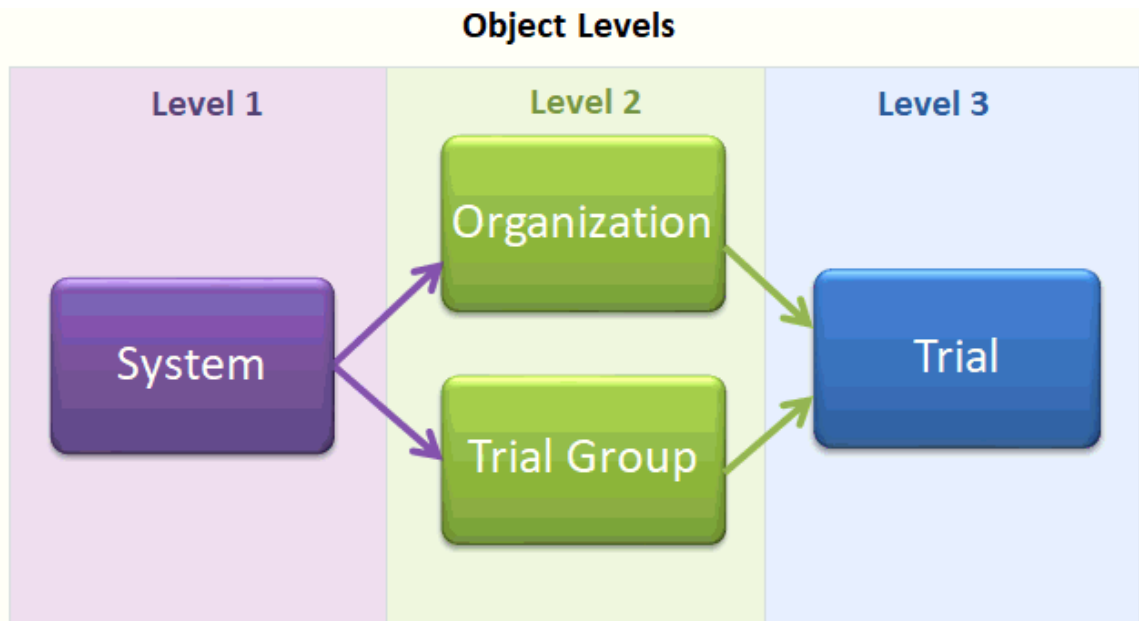 Object Levels
Level 1
Level 2
Level 3
Organization
System
Trial
Trial Group